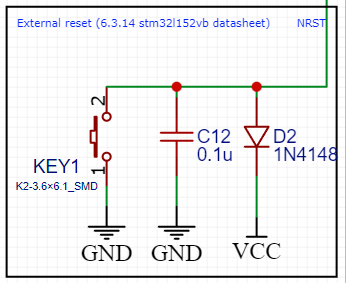 External reset (6.3.14 stm32l152vb datasheet) NRST
2
C12
D2
0.1u
1N4148
KEY1
1
K2-3.6×6.1_SMD
GND
GND
VCC